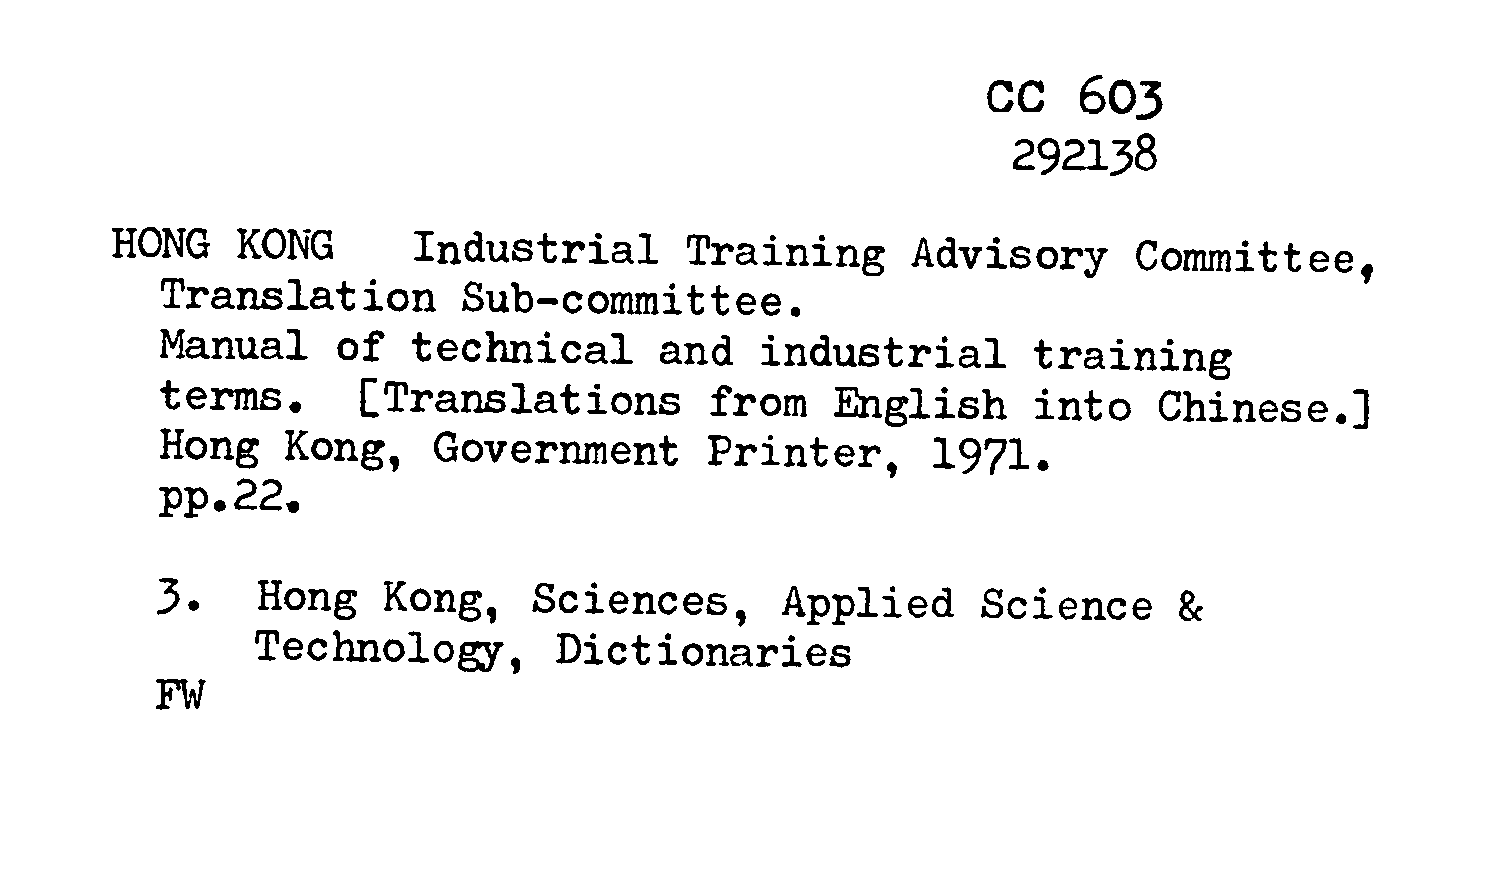 CC 603
292138
HONG KONG Industrial Training Advisory Committee,
Translation Sub-committee.
Manual of technical and industrial training
terms. [Translations from English into Chinese.]
Hong Kong, Government Printer, 1971.
pp.22.
3. Hong Kong, Sciences, Applied Science &
Technology, Dictionaries
FW